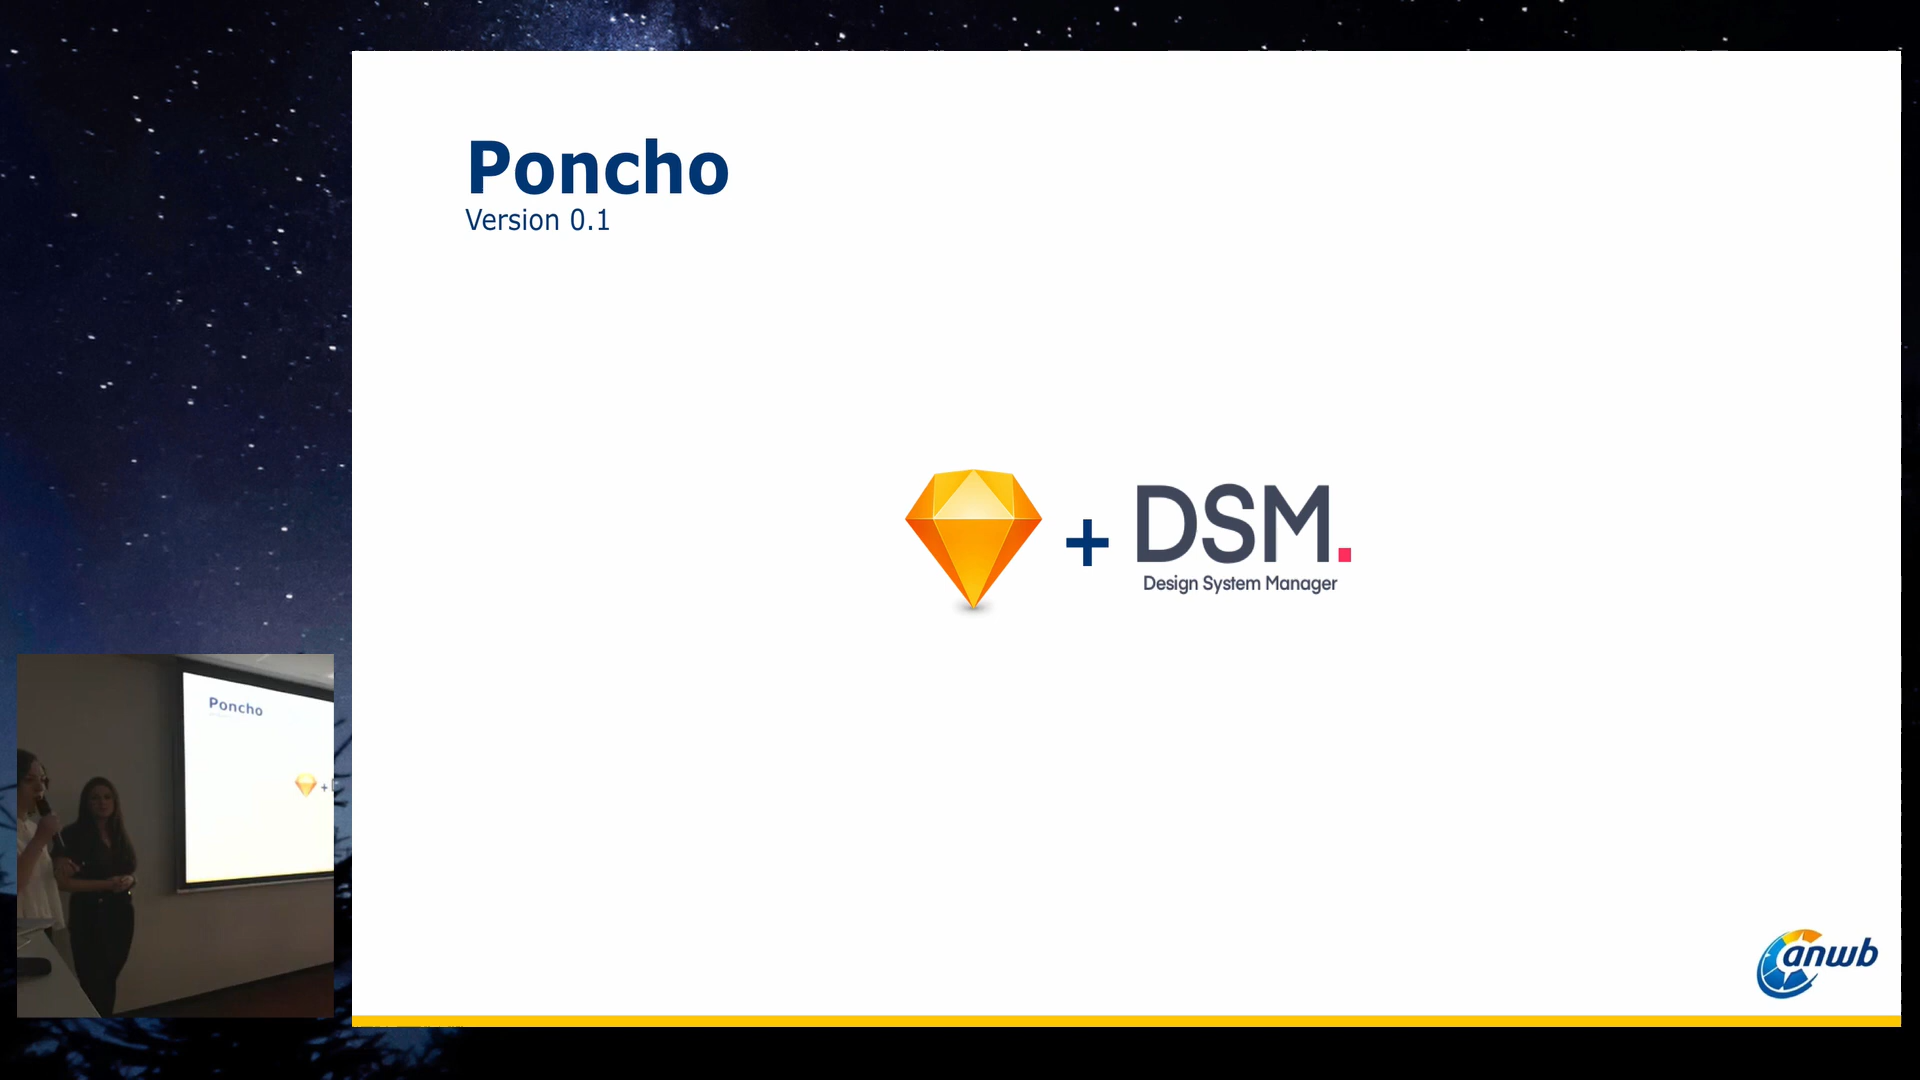 Poncho
Version 0.1
+ DSM.
Design System Manager
anwb
Poncho
+